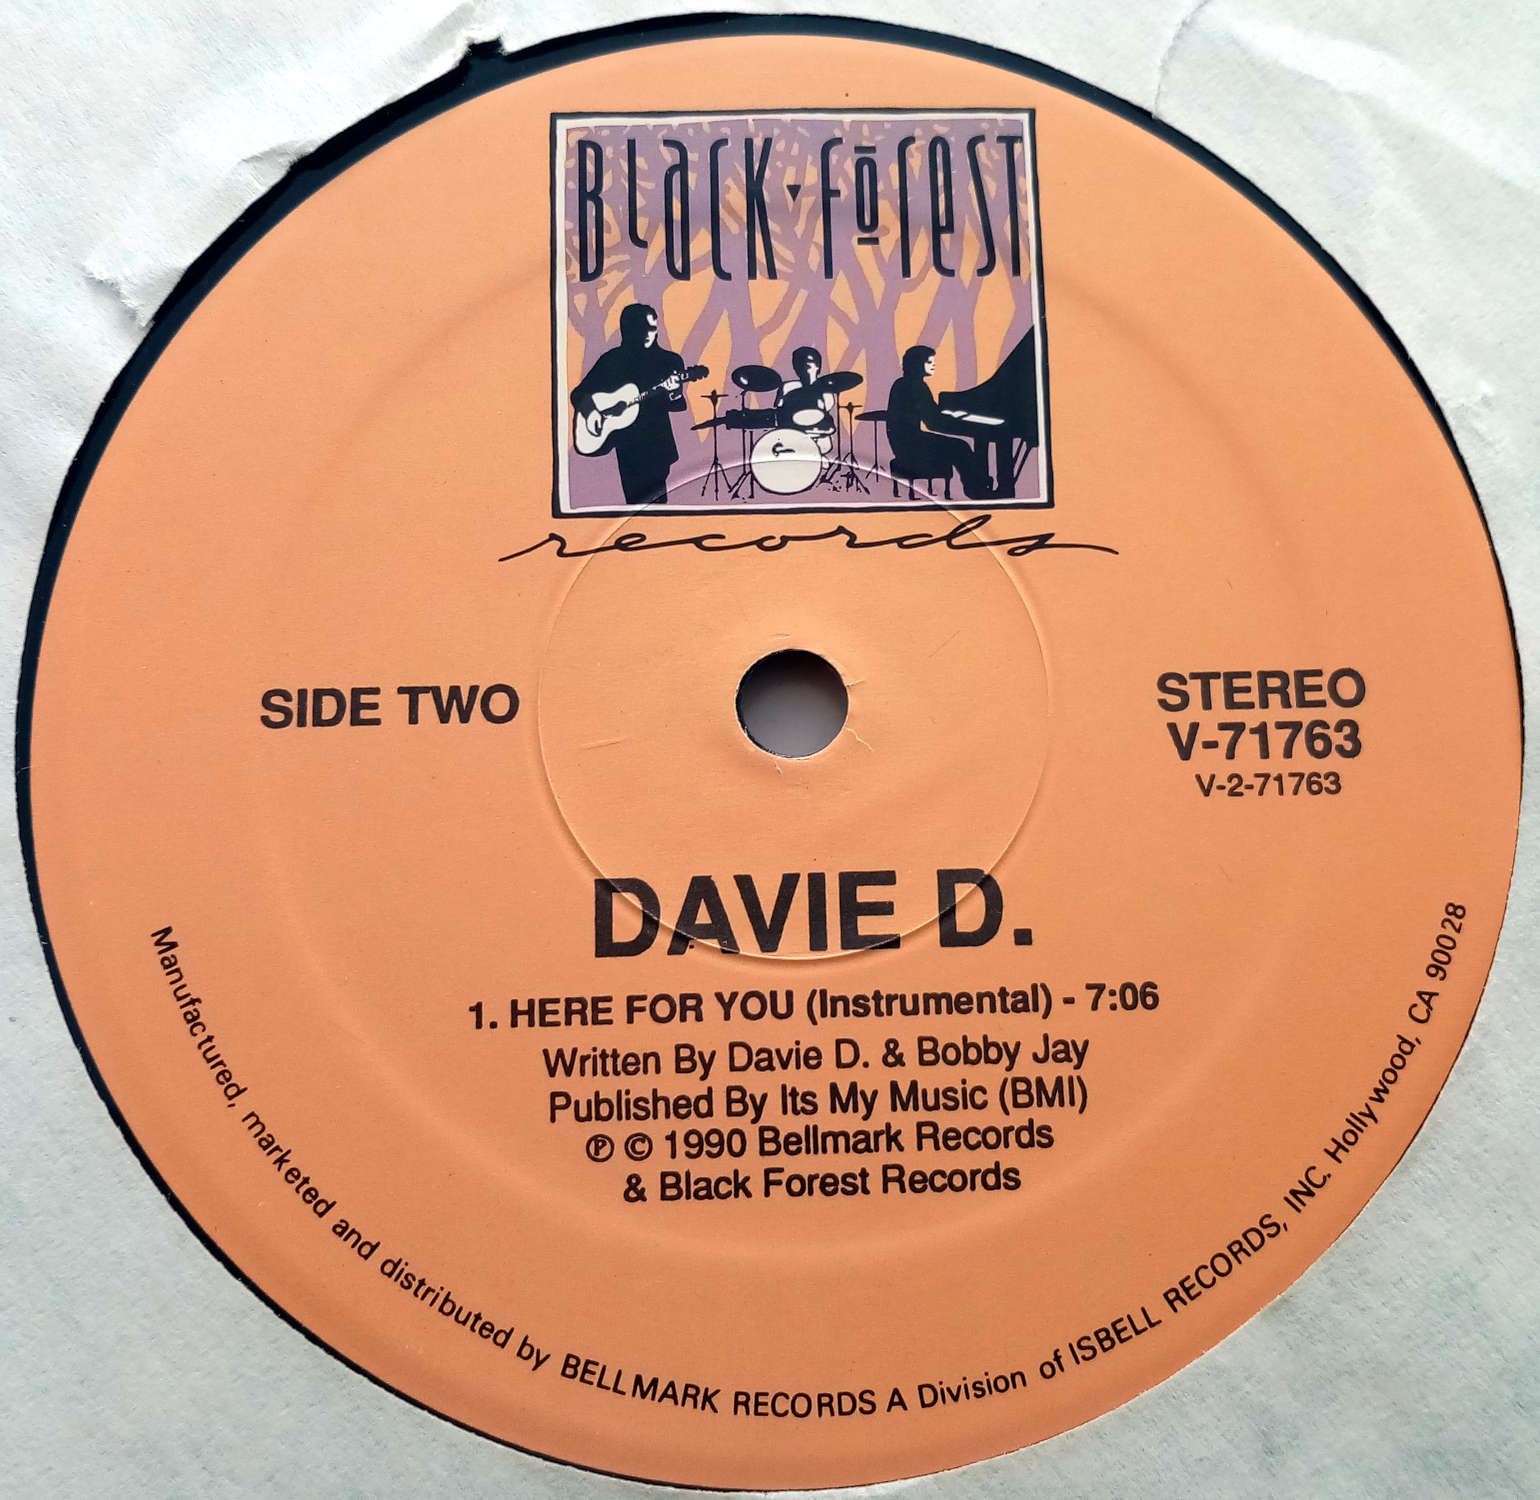 BLACK▾FOREST
records
SIDE TWO
STEREO
V-71763
V-2-71763
DAVIE D.
1. HERE FOR YOU (Instrumental) - 7:06
Written By Davie D. & Bobby Jay
Published By Its My Music (BMI)
℗ © 1990 Bellmark Records
& Black Forest Records
Manufactured, marketed and distributed by BELLMARK RECORDS A Division of ISBELL RECORDS, INC. Hollywood, CA 90028